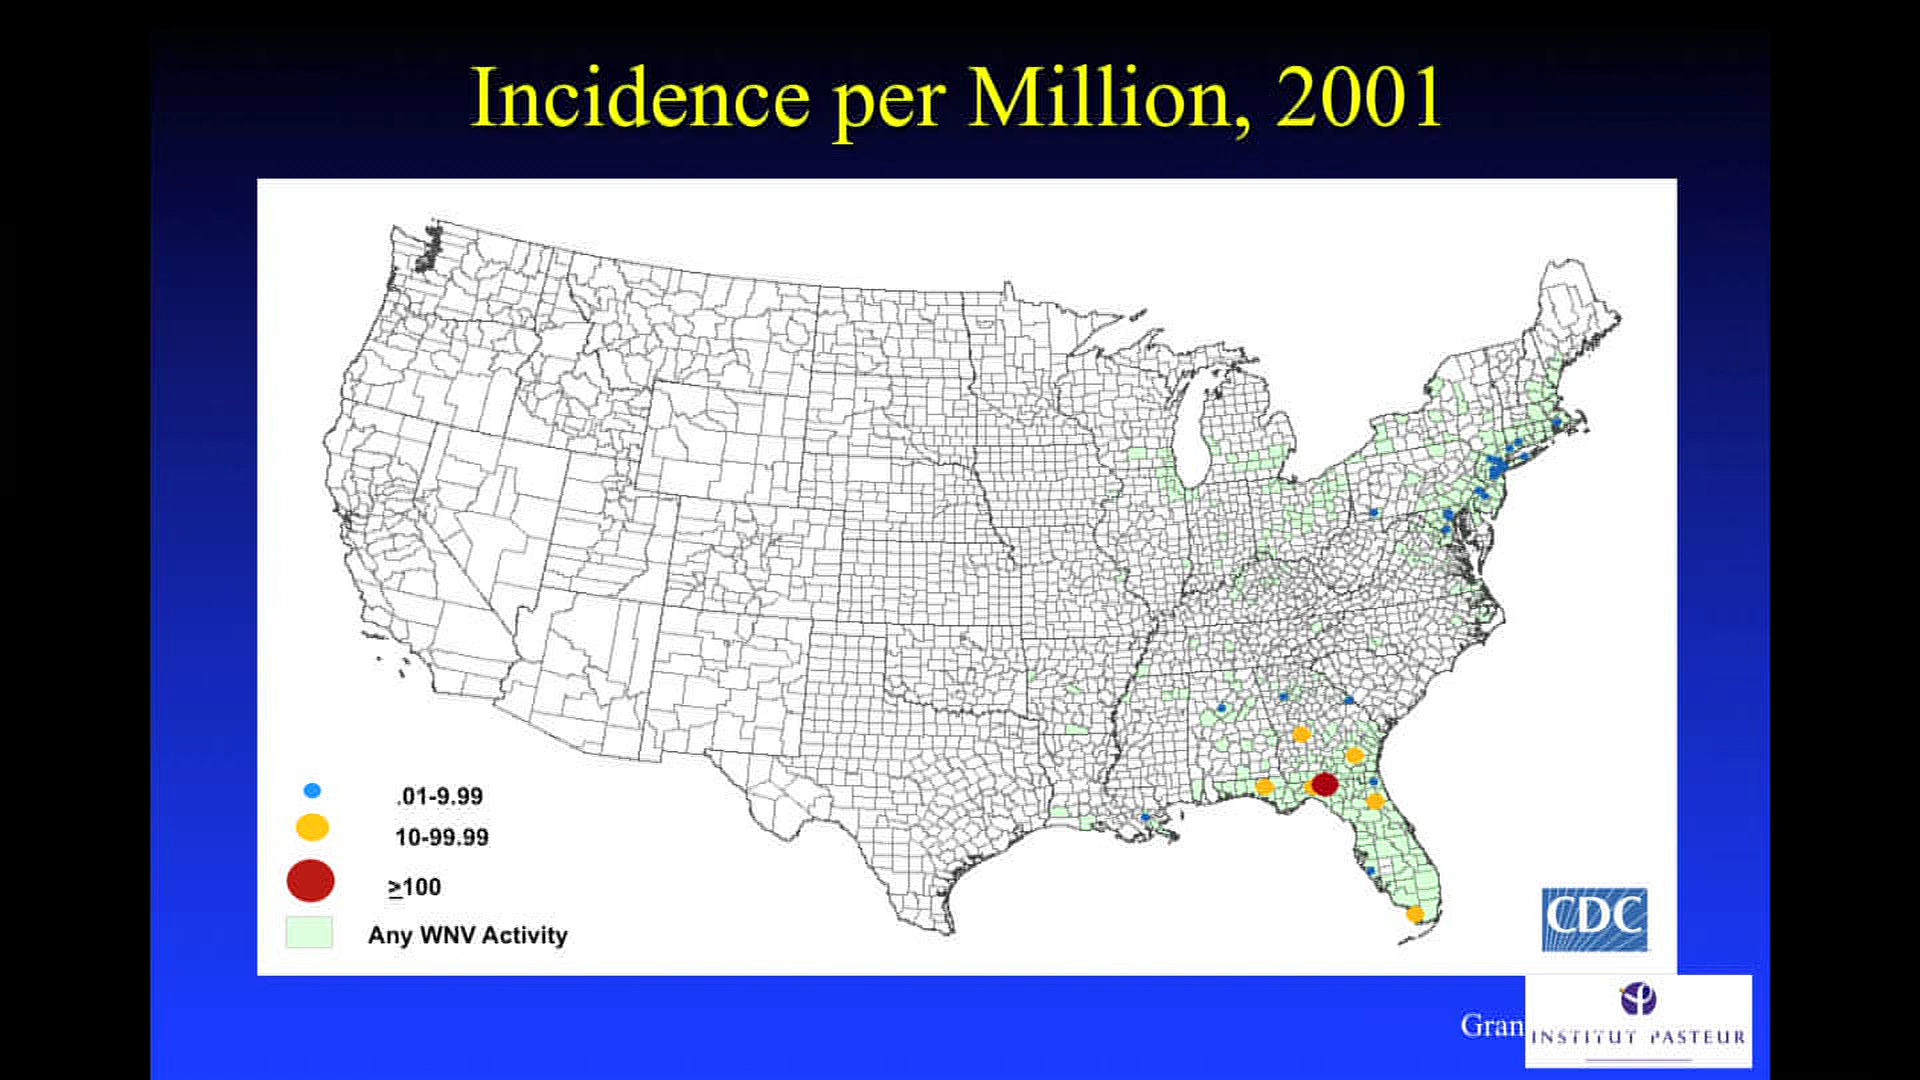 Incidence per Million, 2001
.01-9.99
10-99.99
≥100
Any WNV Activity
CDC
Gran
INSTITUT PASTEUR